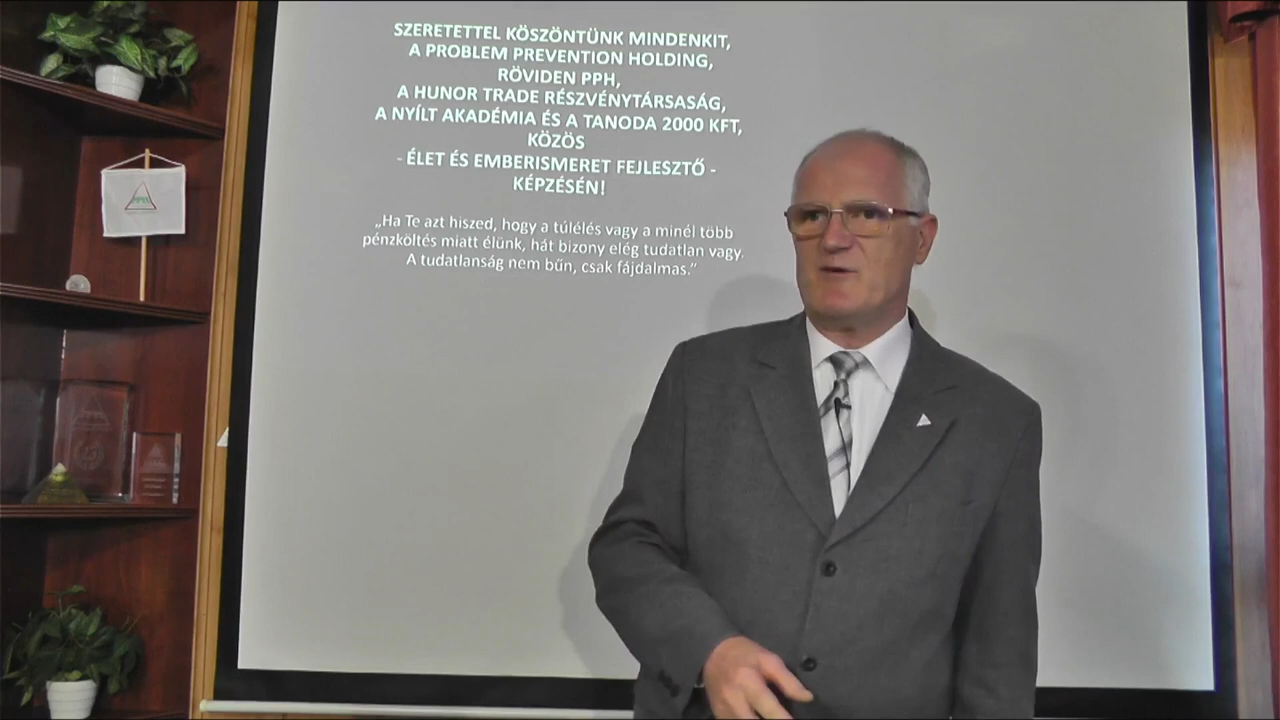 SZERETETTEL KÖSZÖNTÜNK MINDENKIT,
A PROBLEM PREVENTION HOLDING,
RÖVIDEN PPH,
A HUNOR TRADE RÉSZVÉNYTÁRSASÁG,
A NYÍLT AKADÉMIA ÉS A TANODA 2000 KFT,
KÖZÖS
- ÉLET ÉS EMBERISMERET FEJLESZTŐ -
KÉPZÉSÉN!
„Ha Te azt hiszed, hogy a túlélés vagy a minél több
pénzköltés miatt élünk, hát bizony elég tudatlan vagy.
A tudatlanság nem bűn, csak fájdalmas.”